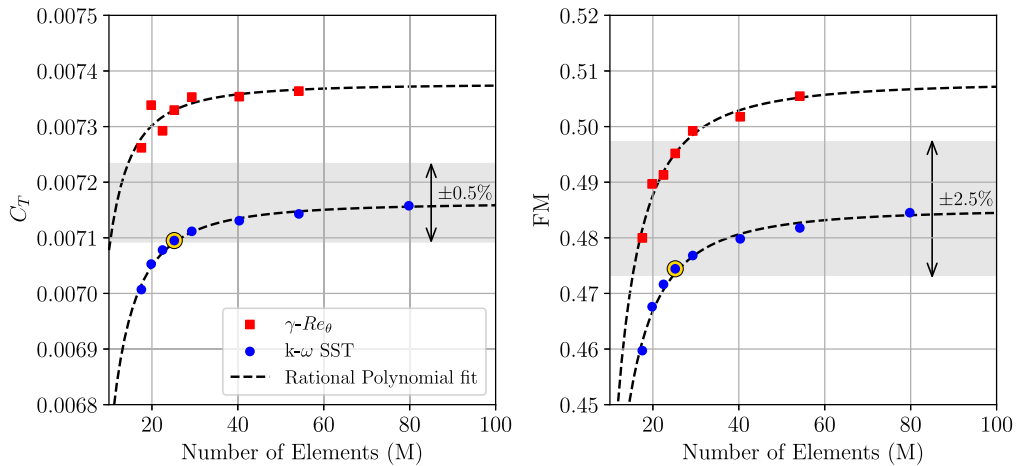 0.0075
0.0074
0.0073
0.0072
0.0071
0.0070
0.0069
0.0068
C_T
±0.5%
γ-Re_θ
k-ω SST
Rational Polynomial fit
20 40 60 80 100
Number of Elements (M)
0.52
0.51
0.50
0.49
0.48
0.47
0.46
0.45
FM
±2.5%
20 40 60 80 100
Number of Elements (M)